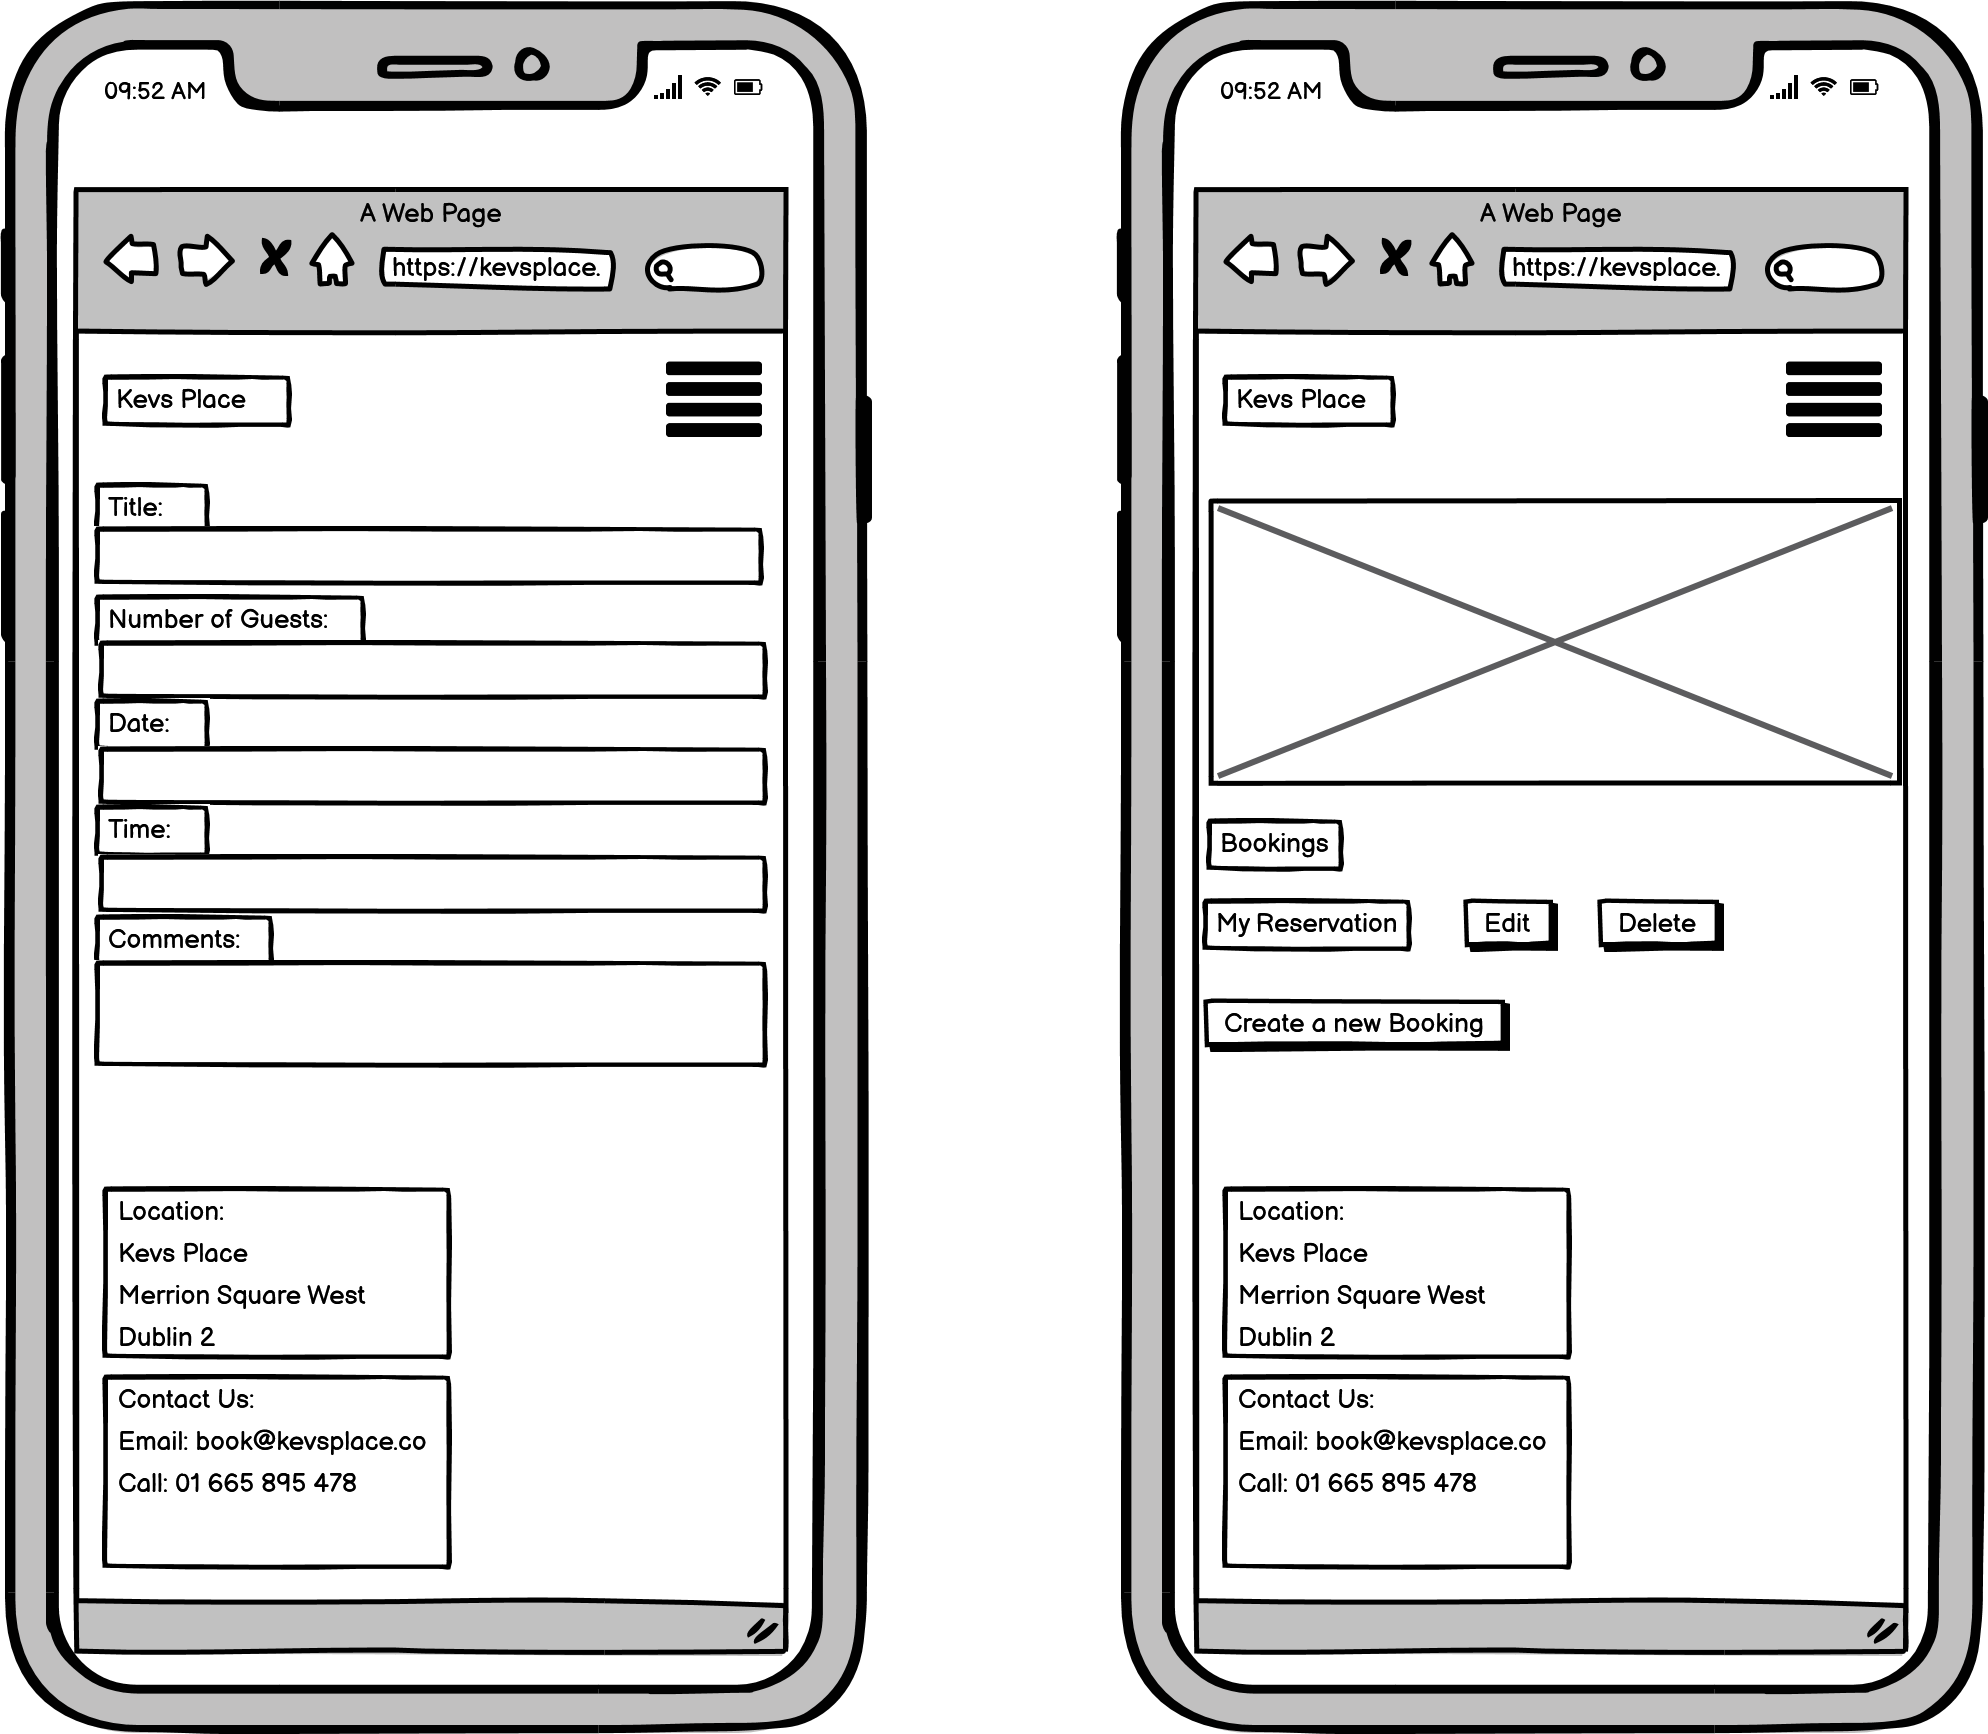 09:52 AM
A Web Page
https://kevsplace.
Kevs Place
Title:
Number of Guests:
Date:
Time:
Comments:
Location:
Kevs Place
Merrion Square West
Dublin 2
Contact Us:
Email: book@kevsplace.co
Call: 01 665 895 478
09:52 AM
A Web Page
https://kevsplace.
Kevs Place
Bookings
My Reservation
Edit
Delete
Create a new Booking
Location:
Kevs Place
Merrion Square West
Dublin 2
Contact Us:
Email: book@kevsplace.co
Call: 01 665 895 478